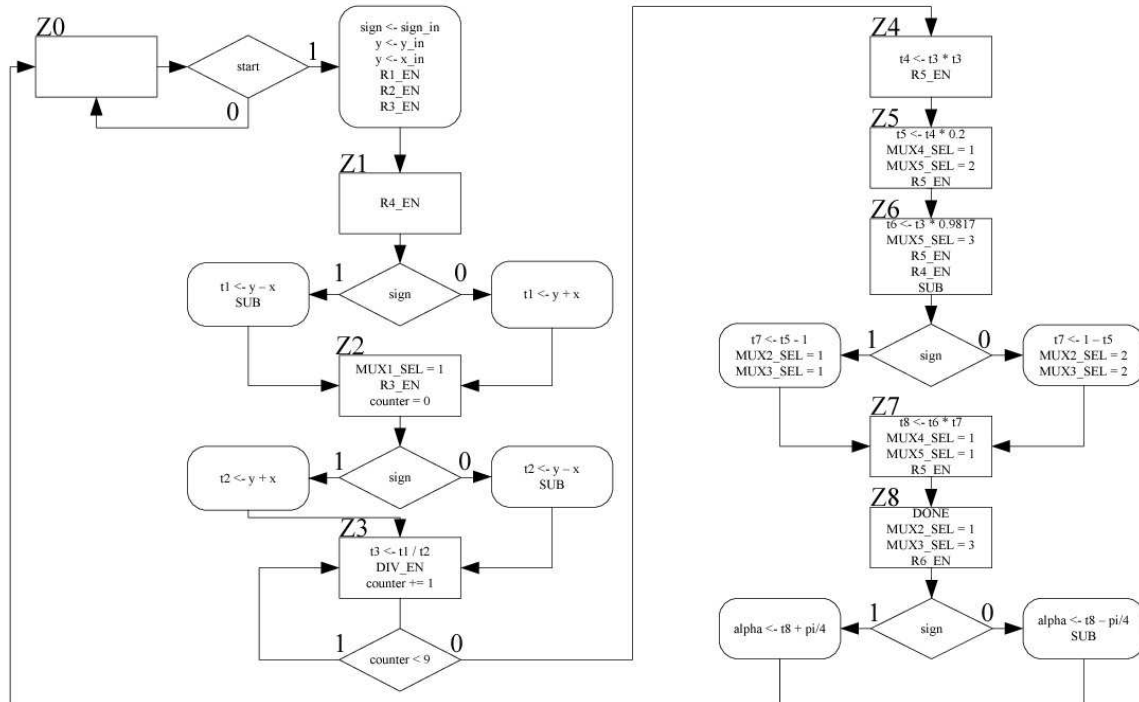 Z0
start
1
0
sign <- sign_in
y <- y_in
y <- x_in
R1_EN
R2_EN
R3_EN
Z1
R4_EN
sign
1
0
t1 <- y – x
SUB
t1 <- y + x
Z2
MUX1_SEL = 1
R3_EN
counter = 0
sign
1
0
t2 <- y + x
t2 <- y – x
SUB
Z3
t3 <- t1 / t2
DIV_EN
counter += 1
1
0
counter < 9
Z4
t4 <- t3 * t3
R5_EN
Z5
t5 <- t4 * 0.2
MUX4_SEL = 1
MUX5_SEL = 2
R5_EN
Z6
t6 <- t3 * 0.9817
MUX5_SEL = 3
R5_EN
R4_EN
SUB
sign
1
0
t7 <- t5 - 1
MUX2_SEL = 1
MUX3_SEL = 1
t7 <- 1 – t5
MUX2_SEL = 2
MUX3_SEL = 2
Z7
t8 <- t6 * t7
MUX4_SEL = 1
MUX5_SEL = 1
R5_EN
Z8
DONE
MUX2_SEL = 1
MUX3_SEL = 3
R6_EN
sign
1
0
alpha <- t8 + pi/4
alpha <- t8 – pi/4
SUB